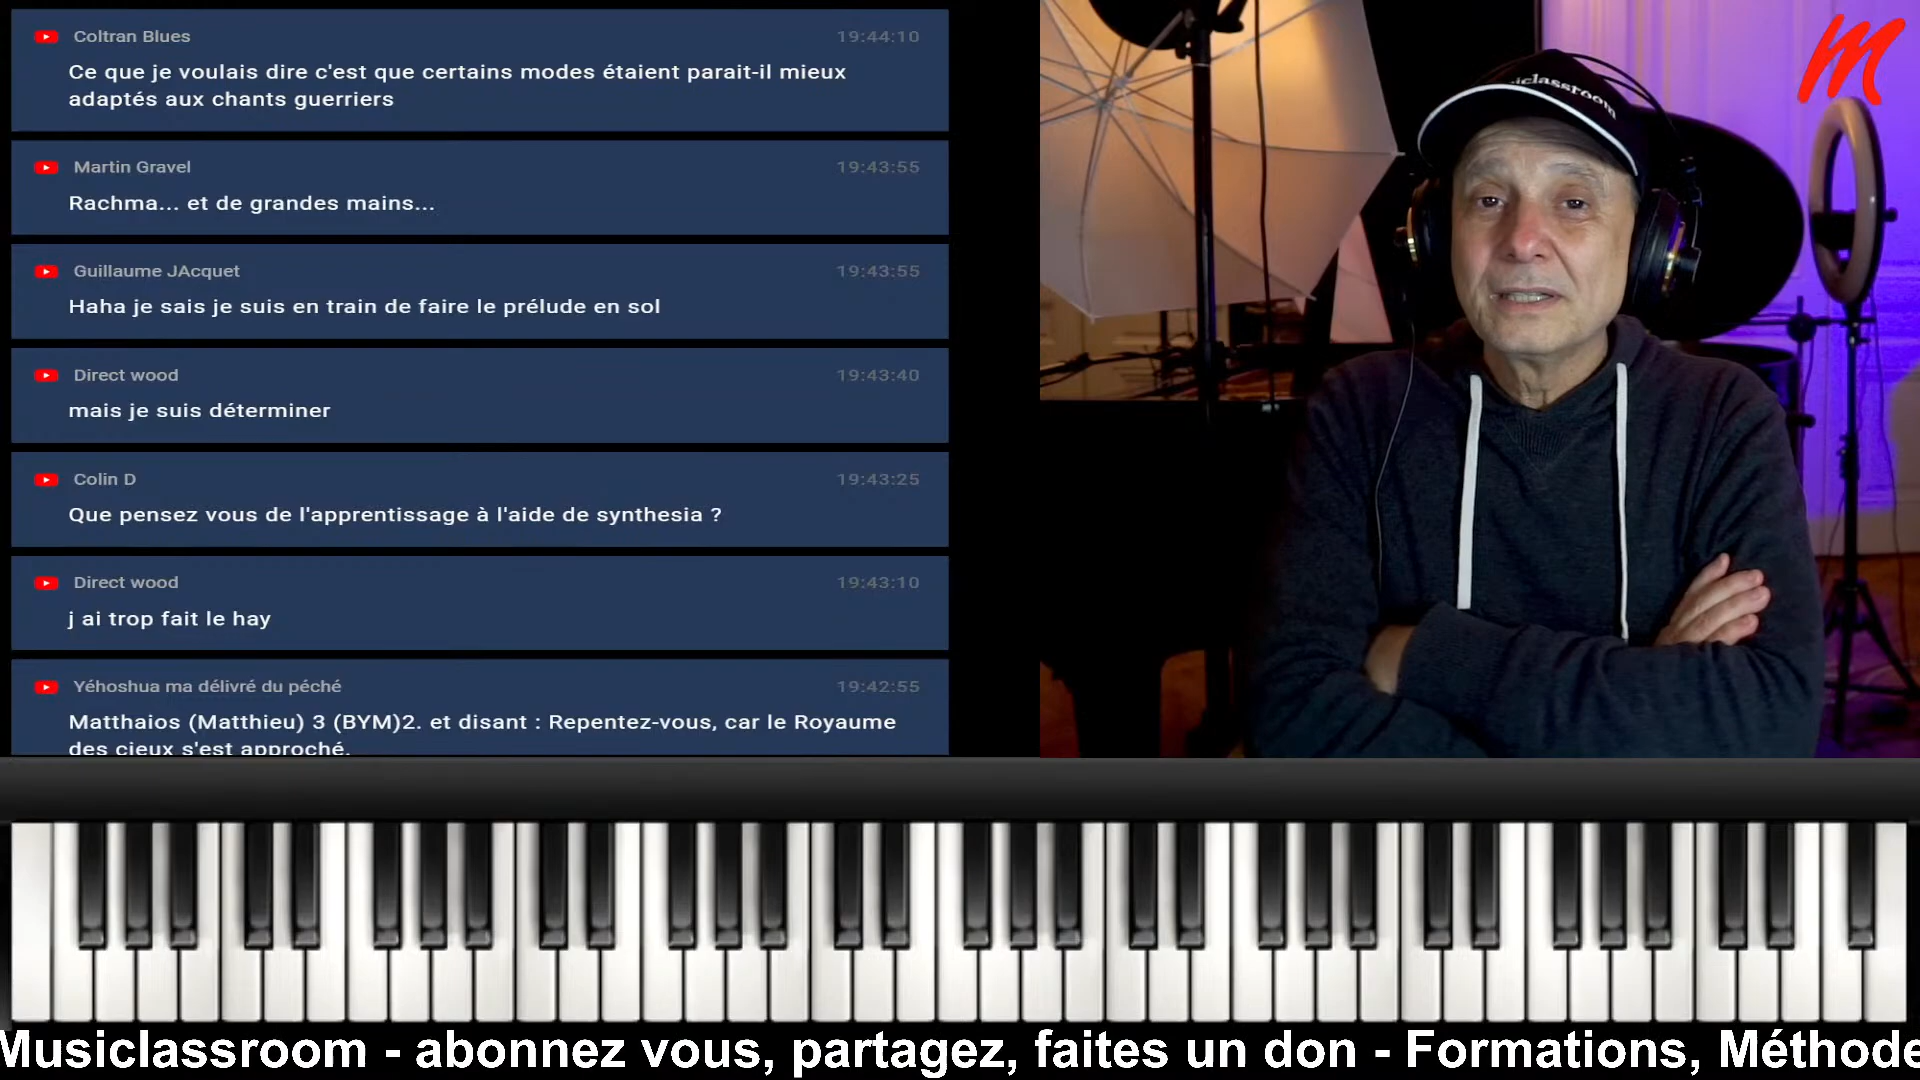 Coltran Blues 19:44:10
Ce que je voulais dire c'est que certains modes étaient parait-il mieux
adaptés aux chants guerriers
Martin Gravel 19:43:55
Rachma... et de grandes mains...
Guillaume JAcquet 19:43:55
Haha je sais je suis en train de faire le prélude en sol
Direct wood 19:43:40
mais je suis déterminer
Colin D 19:43:25
Que pensez vous de l'apprentissage à l'aide de synthesia ?
Direct wood 19:43:10
j ai trop fait le hay
Yéhoshua ma délivré du péché 19:42:55
Matthaios (Matthieu) 3 (BYM)2. et disant : Repentez-vous, car le Royaume
des cieux s'est approché.
M
siclassroom
Musiclassroom - abonnez vous, partagez, faites un don - Formations, Méthode